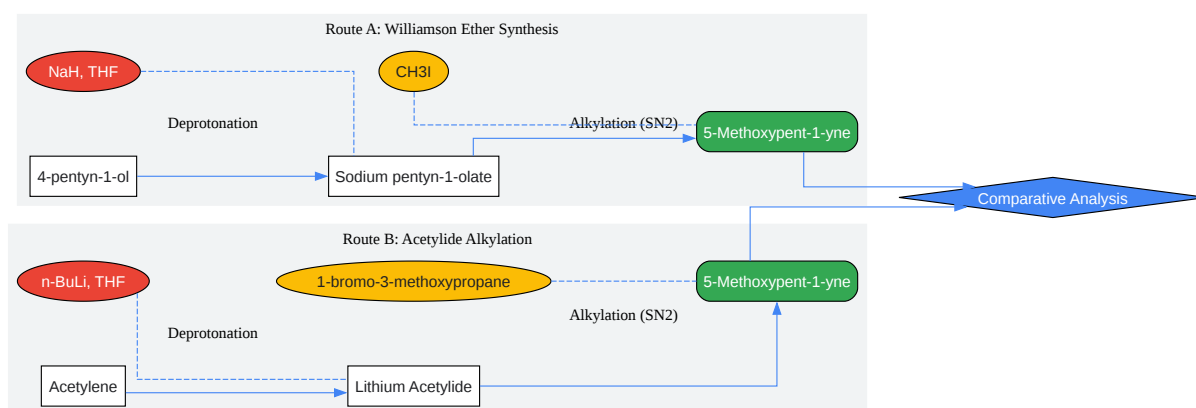 Route A: Williamson Ether Synthesis
NaH, THF
CH3I
Deprotonation
Alkylation (SN2)
5-Methoxypent-1-yne
4-pentyn-1-ol
Sodium pentyn-1-olate
Comparative Analysis
Route B: Acetylide Alkylation
n-BuLi, THF
1-bromo-3-methoxypropane
5-Methoxypent-1-yne
Deprotonation
Alkylation (SN2)
Acetylene
Lithium Acetylide